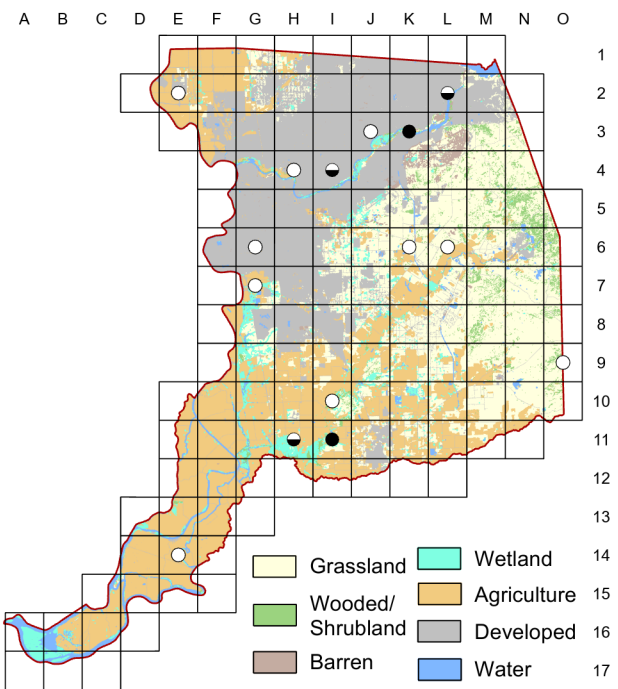 A B C D E F G H I J K L M N O
1
2
3
4
5
6
7
8
9
10
11
12
13
14
15
16
17
Grassland
Wooded/
Shrubland
Barren
Wetland
Agriculture
Developed
Water